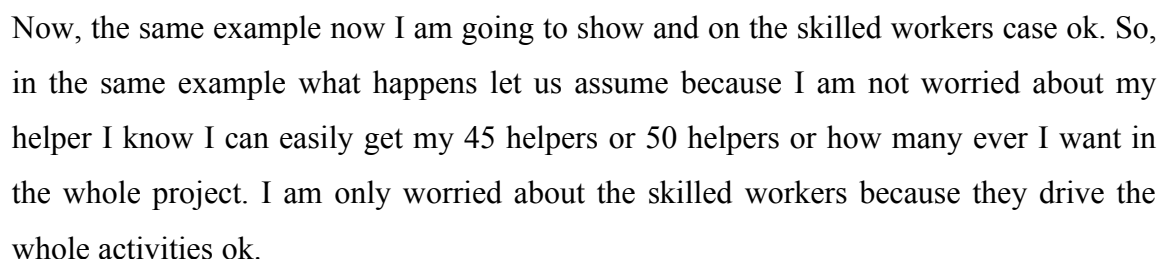 Now, the same example now I am going to show and on the skilled workers case ok. So,
in the same example what happens let us assume because I am not worried about my
helper I know I can easily get my 45 helpers or 50 helpers or how many ever I want in
the whole project. I am only worried about the skilled workers because they drive the
whole activities ok.